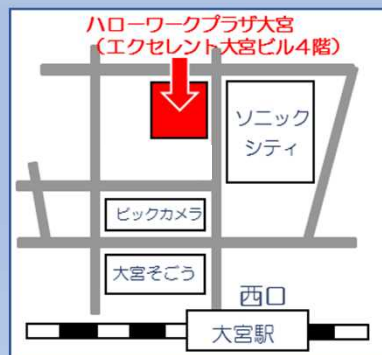 ハローワークプラザ大宮
（エクセレント大宮ビル４階）
ソニック
シティ
ビックカメラ
大宮そごう
西口
大宮駅